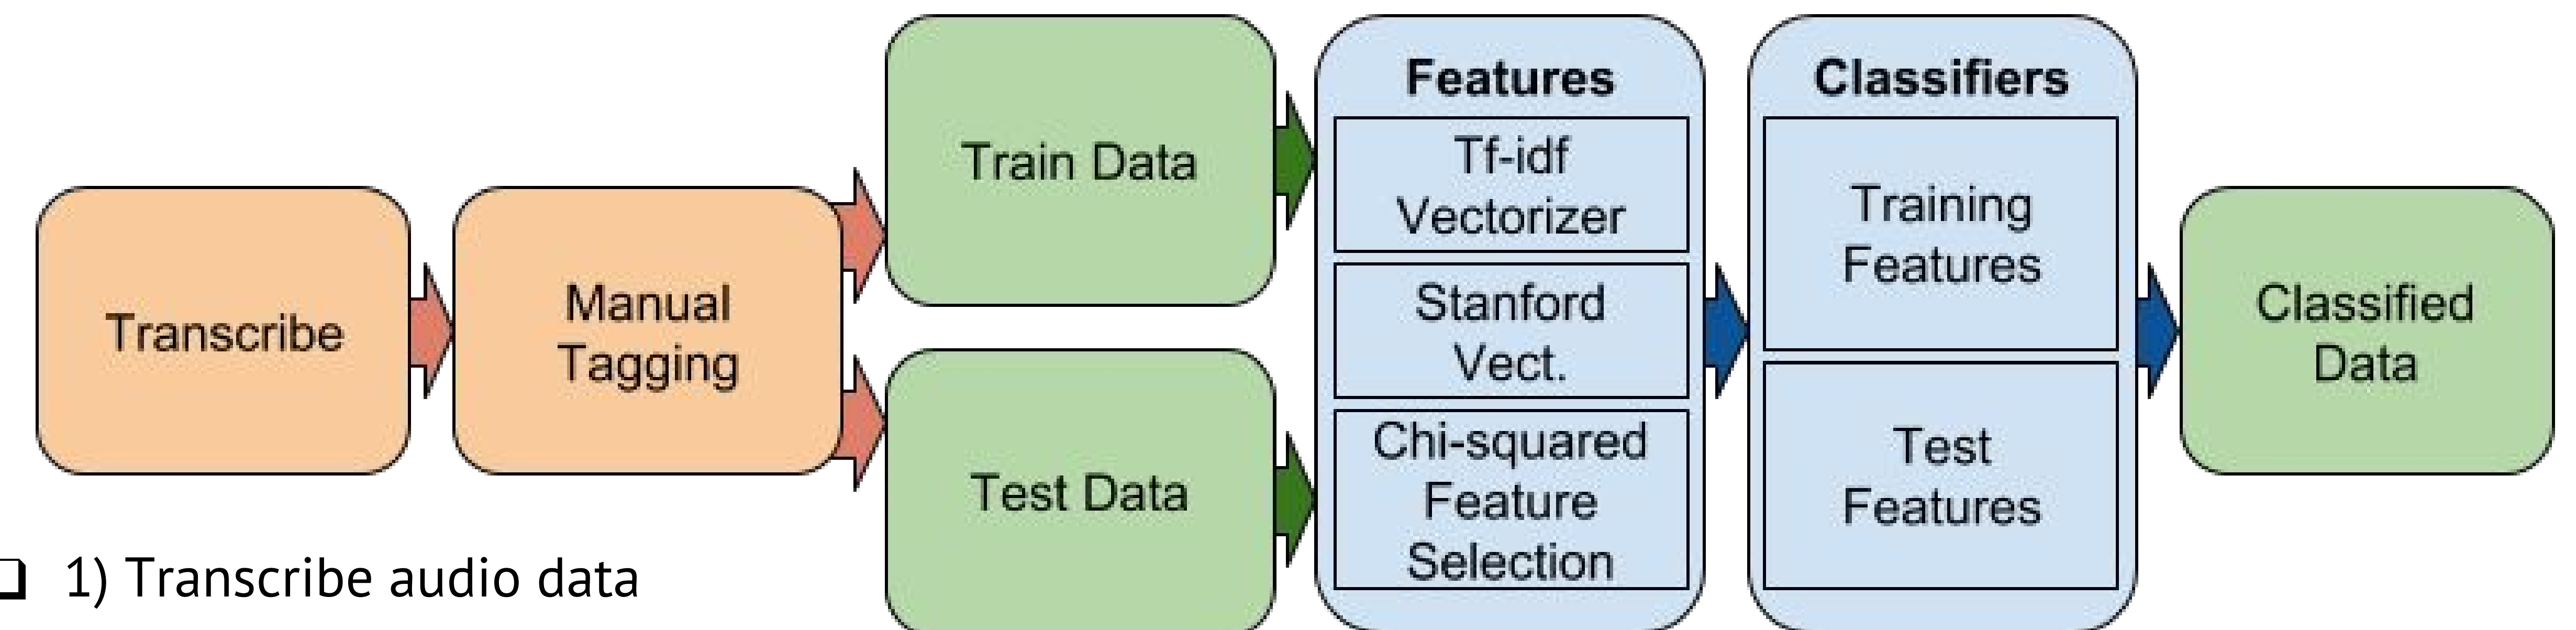 Transcribe
Manual
Tagging
Train Data
Test Data
Features
Tf-idf
Vectorizer
Stanford
Vect.
Chi-squared
Feature
Selection
Classifiers
Training
Features
Test
Features
Classified
Data
1) Transcribe audio data